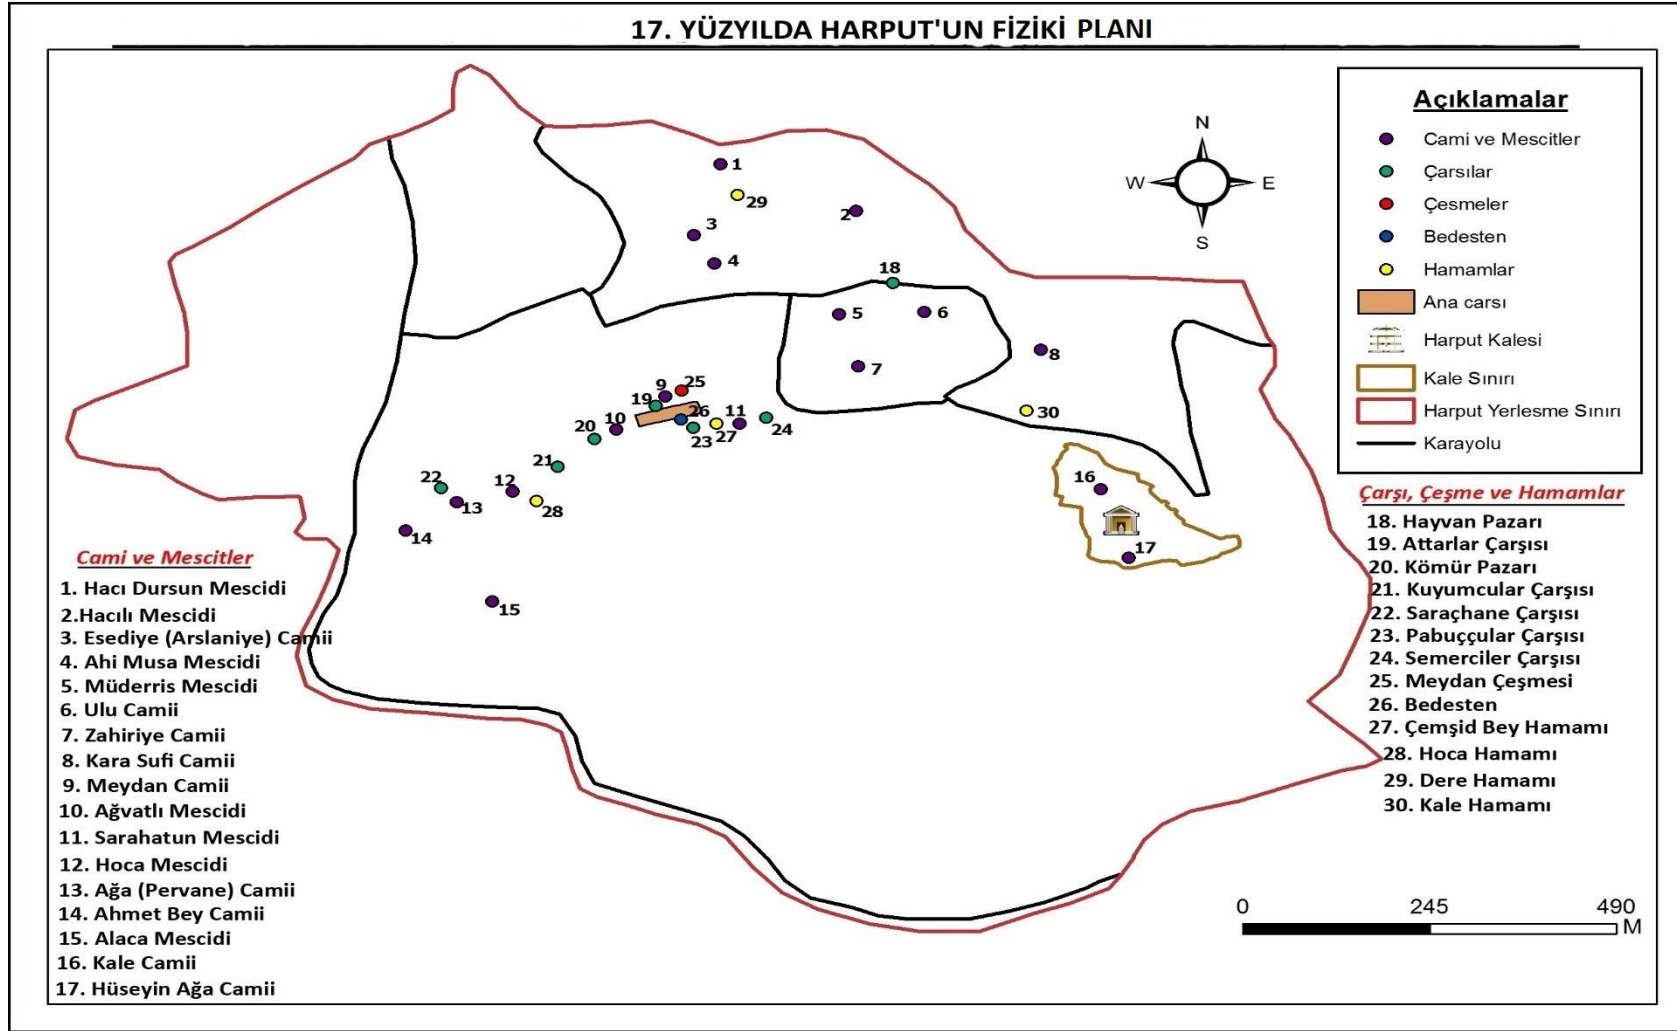 17. YÜZYILDA HARPUT'UN FİZİKİ PLANI
Açıklamalar
Cami ve Mescitler
Çarsılar
Çesmeler
Bedesten
Hamamlar
Ana carsı
Harput Kalesi
Kale Sınırı
Harput Yerlesme Sınırı
Karayolu
N
W
E
S
1
29
2
3
4
18
5
6
7
8
9
25
19
26
10
11
20
23
27
24
30
21
22
12
13
28
14
15
16
17
Cami ve Mescitler
1. Hacı Dursun Mescidi
2.Hacılı Mescidi
3. Esediye (Arslaniye) Camii
4. Ahi Musa Mescidi
5. Müderris Mescidi
6. Ulu Camii
7. Zahiriye Camii
8. Kara Sufi Camii
9. Meydan Camii
10. Ağvatlı Mescidi
11. Sarahatun Mescidi
12. Hoca Mescidi
13. Ağa (Pervane) Camii
14. Ahmet Bey Camii
15. Alaca Mescidi
16. Kale Camii
17. Hüseyin Ağa Camii
Çarşı, Çeşme ve Hamamlar
18. Hayvan Pazarı
19. Attarlar Çarşısı
20. Kömür Pazarı
21. Kuyumcular Çarşısı
22. Saraçhane Çarşısı
23. Pabuççular Çarşısı
24. Semerciler Çarşısı
25. Meydan Çeşmesi
26. Bedesten
27. Çemşid Bey Hamamı
28. Hoca Hamamı
29. Dere Hamamı
30. Kale Hamamı
0 245 490
M